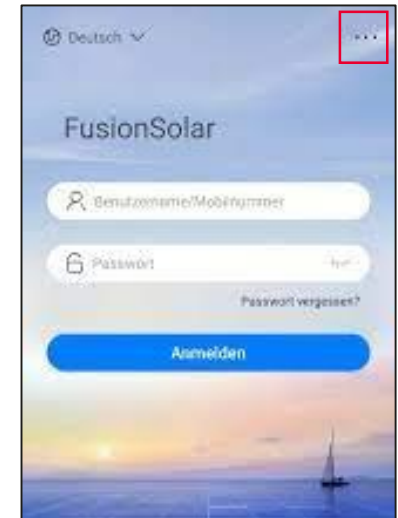 Deutsch
FusionSolar
Benutzername/Mobilnummer
Passwort
Passwort vergessen?
Anmelden